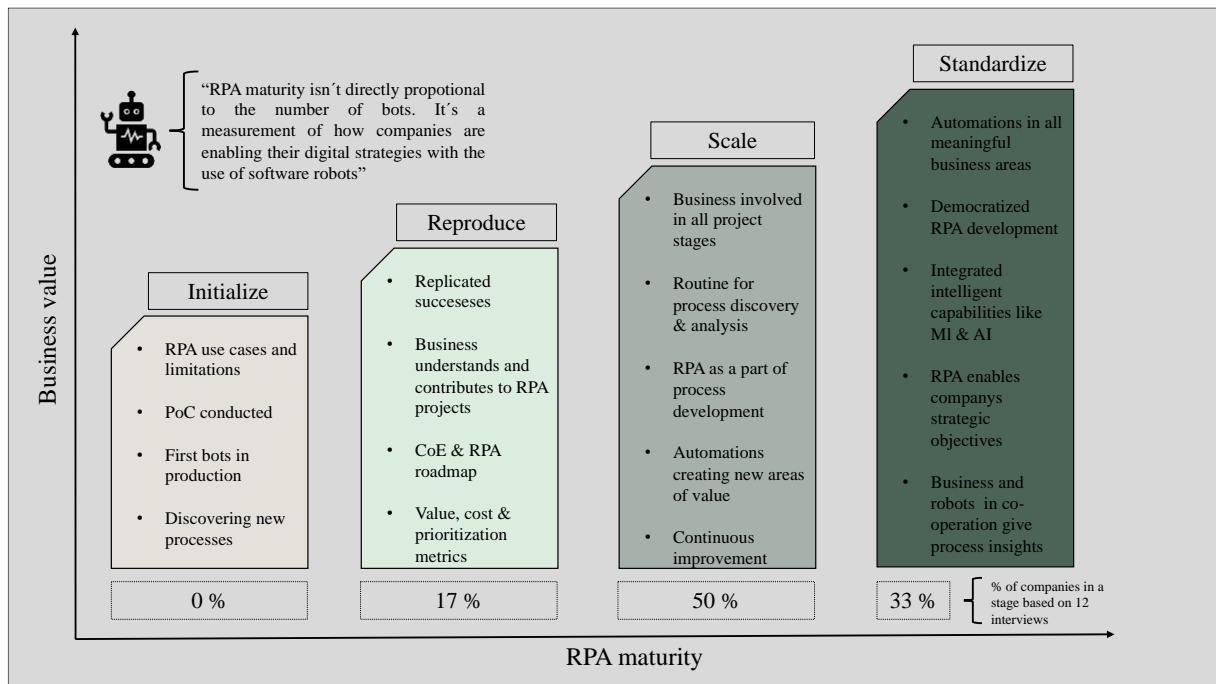 “RPA maturity isn´t directly propotional
to the number of bots. It´s a
measurement of how companies are
enabling their digital strategies with the
use of software robots”
Business value
Initialize
• RPA use cases and
limitations
• PoC conducted
• First bots in
production
• Discovering new
processes
0 %
Reproduce
• Replicated
succeseses
• Business
understands and
contributes to RPA
projects
• CoE & RPA
roadmap
• Value, cost &
prioritization
metrics
17 %
Scale
• Business involved
in all project
stages
• Routine for
process discovery
& analysis
• RPA as a part of
process
development
• Automations
creating new areas
of value
• Continuous
improvement
50 %
Standardize
• Automations in all
meaningful
business areas
• Democratized
RPA development
• Integrated
intelligent
capabilities like
Ml & AI
• RPA enables
companys
strategic
objectives
• Business and
robots in co-
operation give
process insights
33 %
% of companies in a
stage based on 12
interviews
RPA maturity